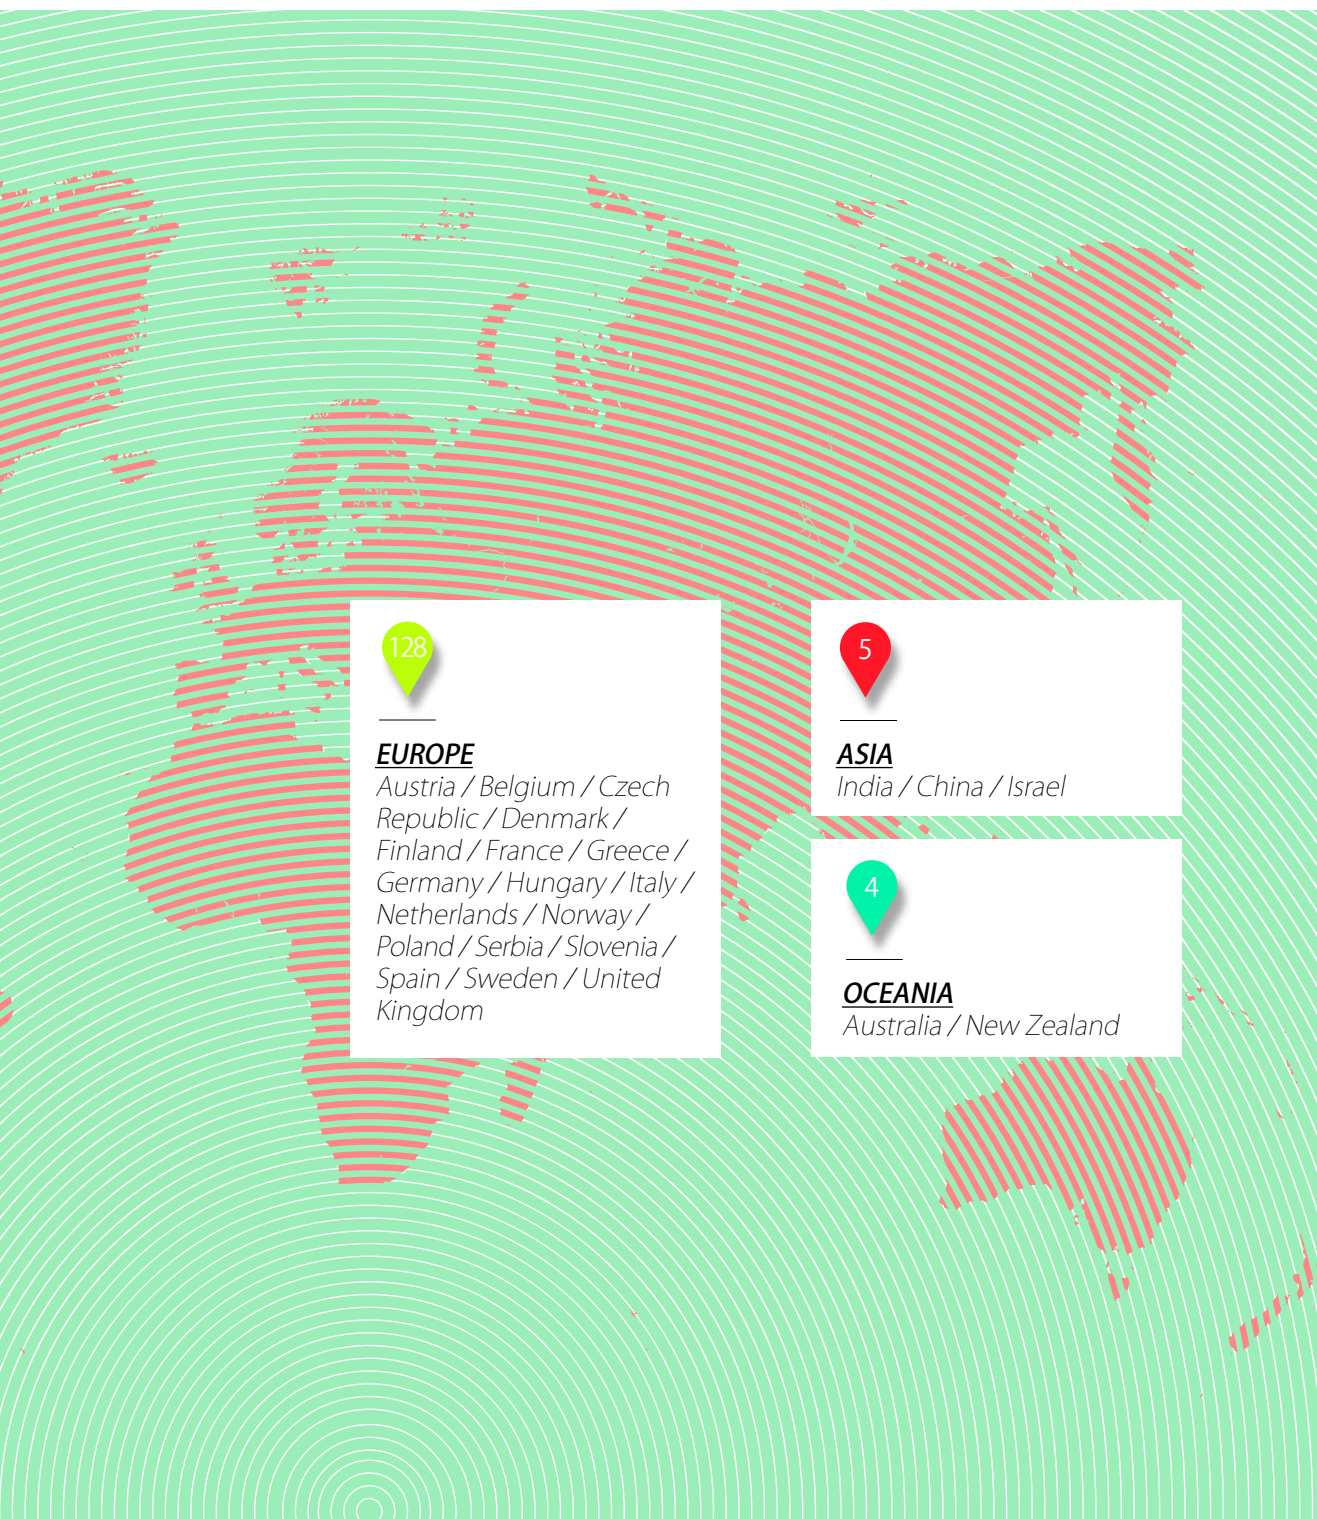 128
EUROPE
Austria / Belgium / Czech
Republic / Denmark /
Finland / France / Greece /
Germany / Hungary / Italy /
Netherlands / Norway /
Poland / Serbia / Slovenia /
Spain / Sweden / United
Kingdom
5
ASIA
India / China / Israel
4
OCEANIA
Australia / New Zealand